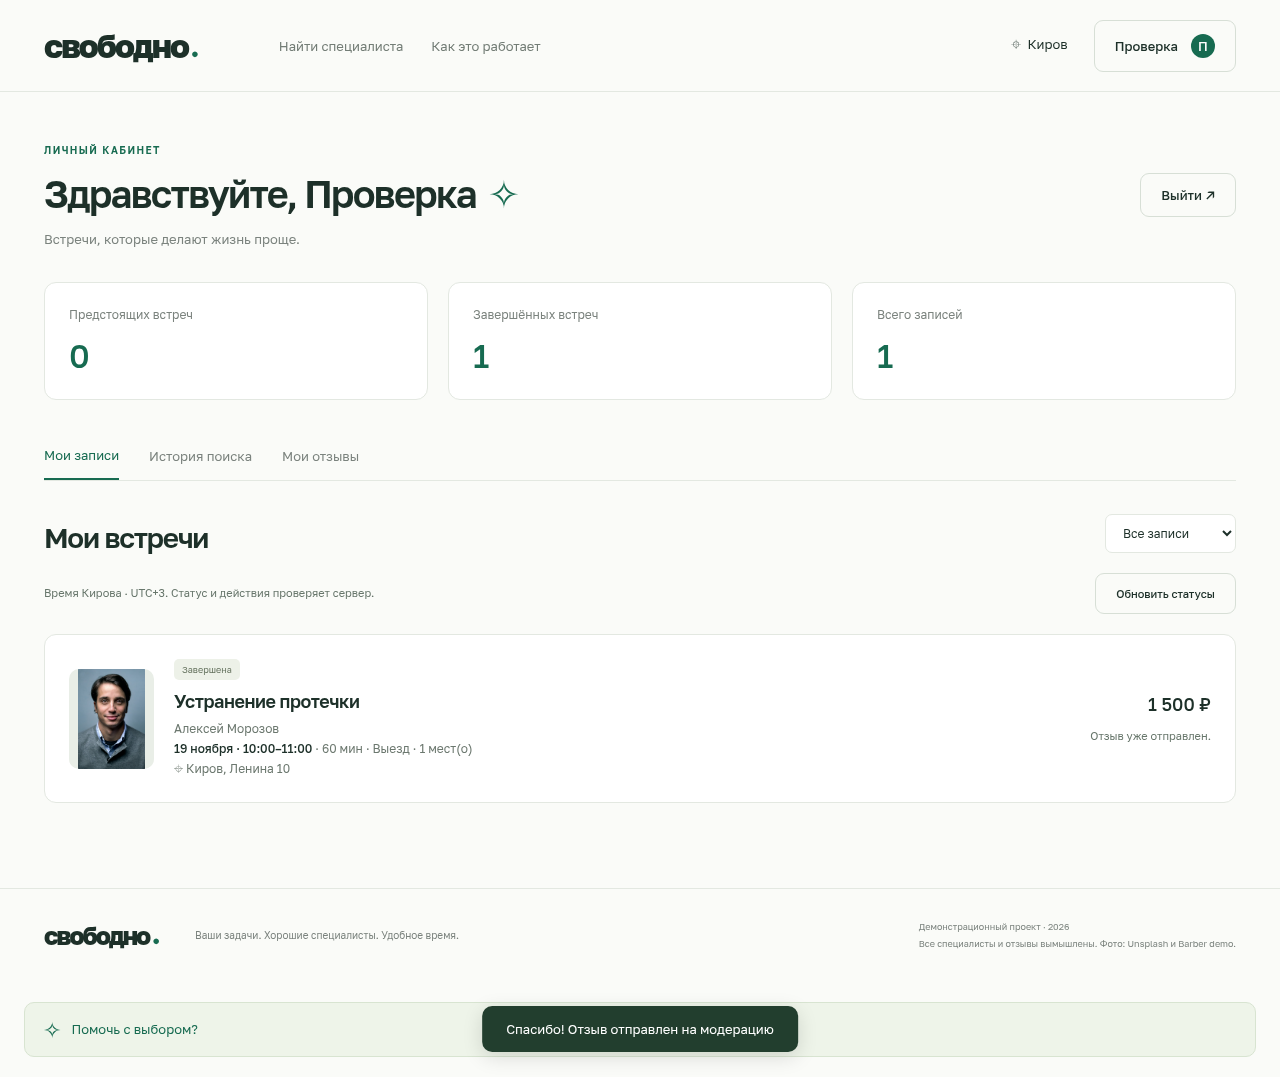 свободно.
Найти специалиста
Как это работает
⌖ Киров
Проверка П
ЛИЧНЫЙ КАБИНЕТ
Здравствуйте, Проверка ✧
Выйти ↗
Встречи, которые делают жизнь проще.
Предстоящих встреч
0
Завершённых встреч
1
Всего записей
1
Мои записи
История поиска
Мои отзывы
Мои встречи
Все записи
Время Кирова · UTC+3. Статус и действия проверяет сервер.
Обновить статусы
Завершена
Устранение протечки
Алексей Морозов
19 ноября · 10:00–11:00 · 60 мин · Выезд · 1 мест(о)
⌖ Киров, Ленина 10
1 500 ₽
Отзыв уже отправлен.
свободно.
Ваши задачи. Хорошие специалисты. Удобное время.
Демонстрационный проект · 2026
Все специалисты и отзывы вымышлены. Фото: Unsplash и Barber demo.
✧ Помочь с выбором?
Спасибо! Отзыв отправлен на модерацию